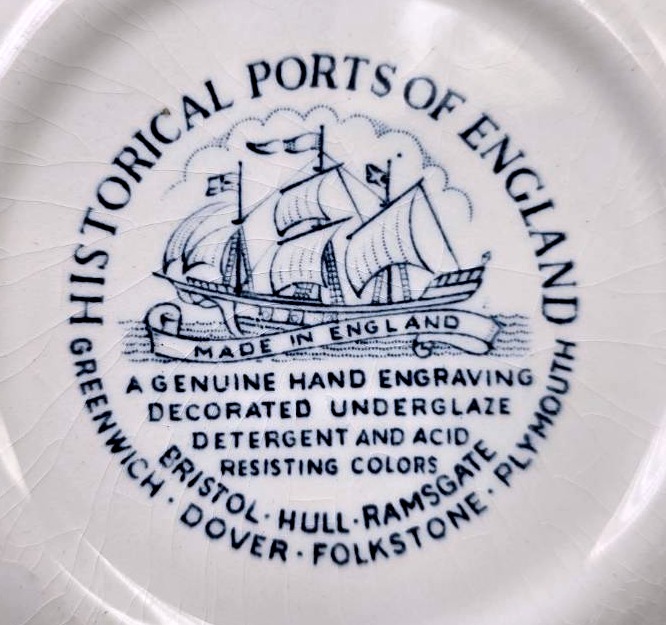 HISTORICAL PORTS OF ENGLAND
MADE IN ENGLAND
A GENUINE HAND ENGRAVING
DECORATED UNDERGLAZE
DETERGENT AND ACID
RESISTING COLORS
BRISTOL · HULL · RAMSGATE
GREENWICH · DOVER · FOLKSTONE · PLYMOUTH